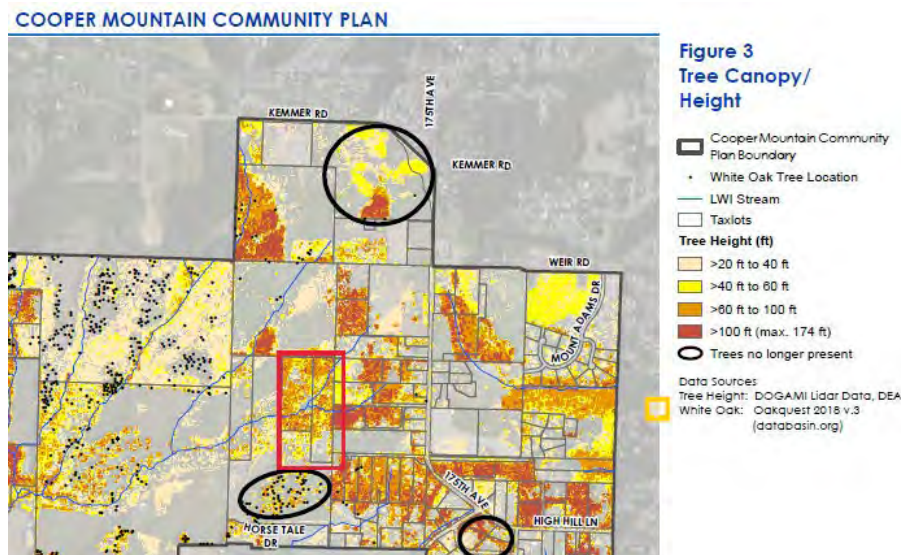 COOPER MOUNTAIN COMMUNITY PLAN
Figure 3
Tree Canopy/
Height
Cooper Mountain Community
Plan Boundary
White Oak Tree Location
LWI Stream
Taxlots
Tree Height (ft)
>20 ft to 40 ft
>40 ft to 60 ft
>60 ft to 100 ft
>100 ft (max. 174 ft)
Trees no longer present
Data Sources
Tree Height: DOGAMI Lidar Data, DEA
White Oak: Oakquest 2018 v.3
(databasin.org)
KEMMER RD
175TH AVE
KEMMER RD
WEIR RD
MOUNT ADAMS DR
175TH AVE
HORSE TALE
DR
HIGH HILL LN